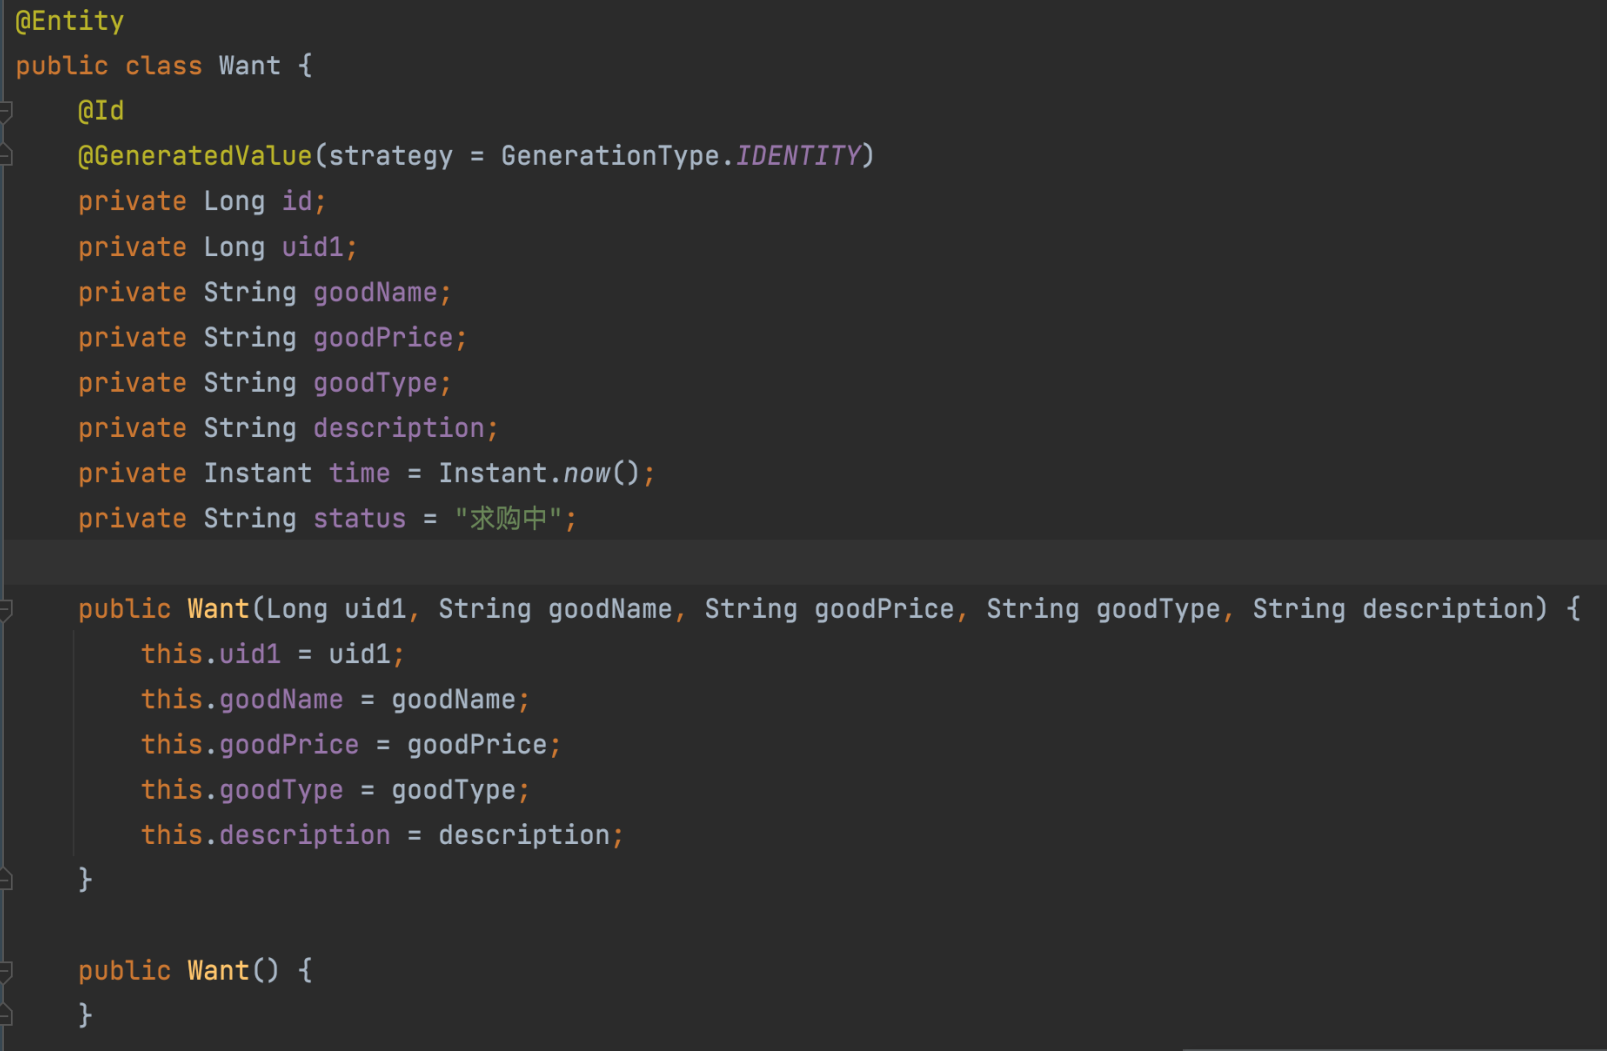 @Entity
public class Want {
    @Id
    @GeneratedValue(strategy = GenerationType.IDENTITY)
    private Long id;
    private Long uid1;
    private String goodName;
    private String goodPrice;
    private String goodType;
    private String description;
    private Instant time = Instant.now();
    private String status = "求购中";
    public Want(Long uid1, String goodName, String goodPrice, String goodType, String description) {
        this.uid1 = uid1;
        this.goodName = goodName;
        this.goodPrice = goodPrice;
        this.goodType = goodType;
        this.description = description;
    }
    public Want() {
    }